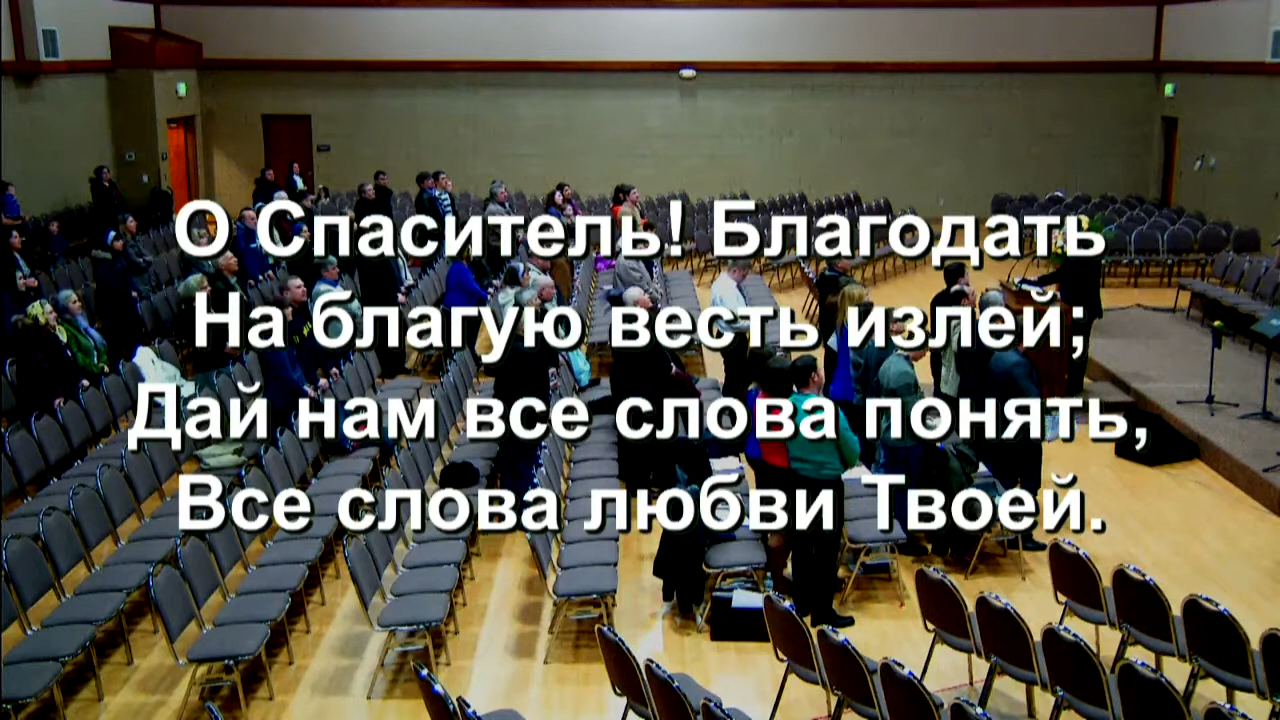 О Спаситель! Благодать
На благую весть излей;
Дай нам все слова понять,
Все слова любви Твоей.